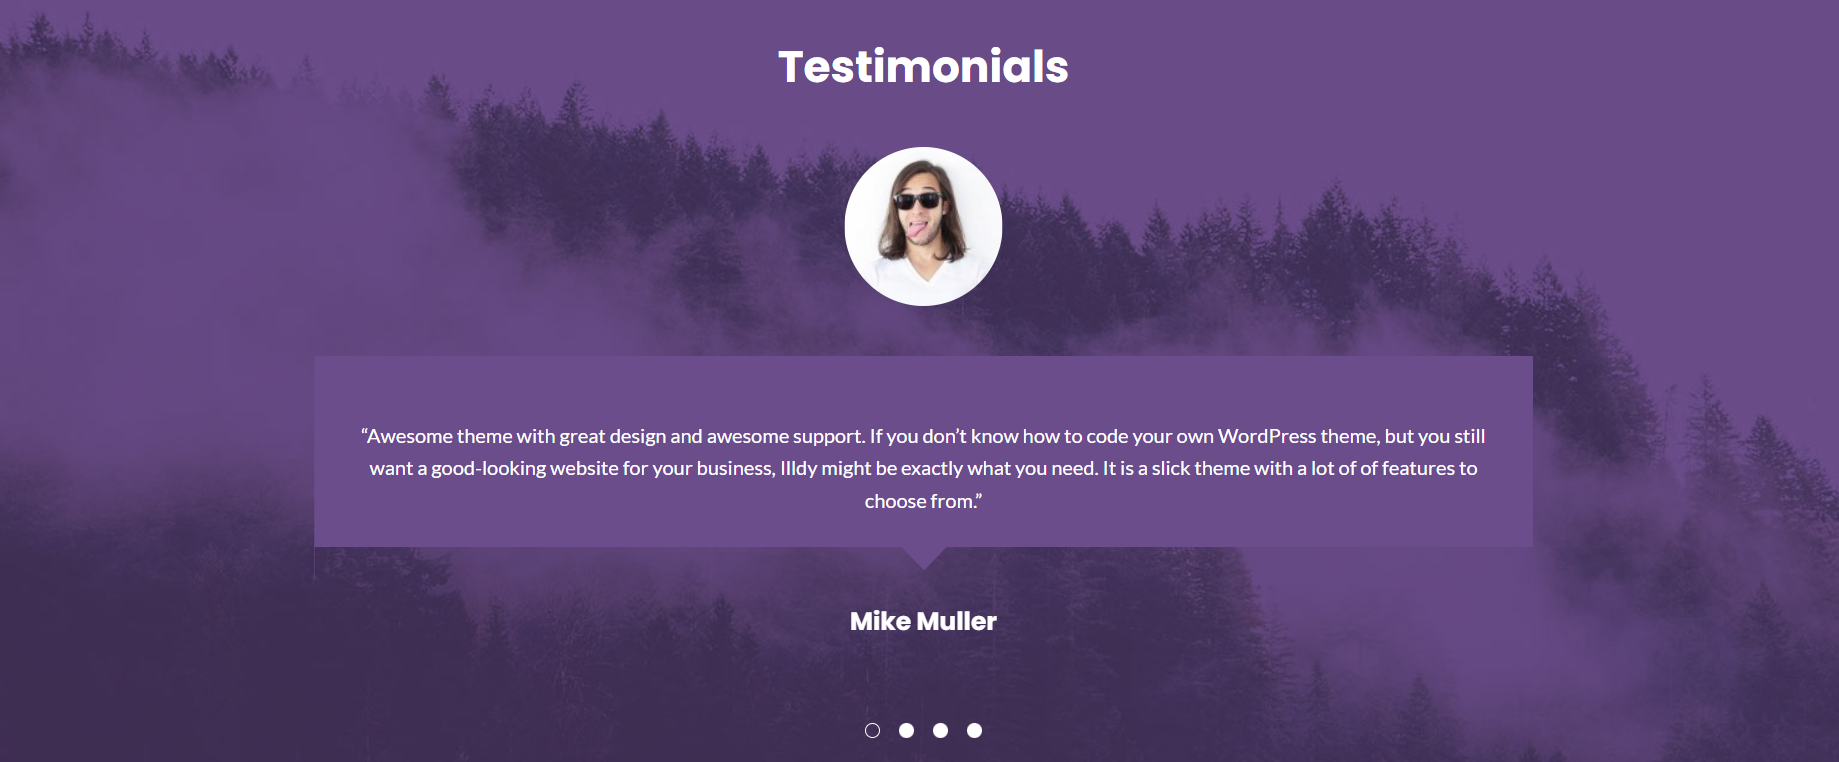 Testimonials
“Awesome theme with great design and awesome support. If you don’t know how to code your own WordPress theme, but you still
want a good-looking website for your business, Illdy might be exactly what you need. It is a slick theme with a lot of of features to
choose from.”
Mike Muller